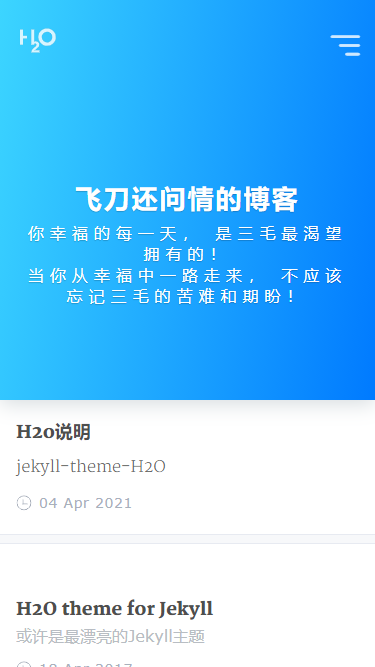 H2O
飞刀还问情的博客
你幸福的每一天， 是三毛最渴望
拥有的！
当你从幸福中一路走来， 不应该
忘记三毛的苦难和期盼！
H2o说明
jekyll-theme-H2O
04 Apr 2021
H2O theme for Jekyll
或许是最漂亮的Jekyll主题
10 Apr 2017